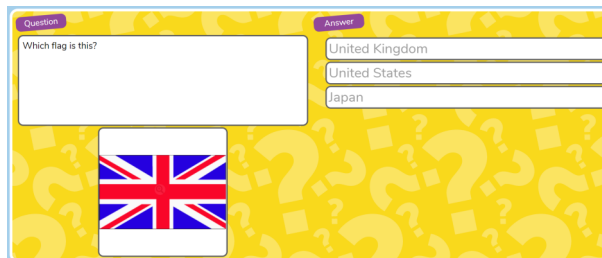 Question
Which flag is this?
Answer
United Kingdom
United States
Japan